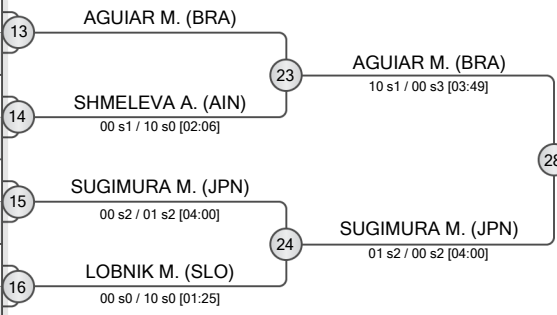 13
AGUIAR M. (BRA)
23
AGUIAR M. (BRA)
10 s1 / 00 s3 [03:49]
14
SHMELEVA A. (AIN)
00 s1 / 10 s0 [02:06]
28
15
SUGIMURA M. (JPN)
00 s2 / 01 s2 [04:00]
24
SUGIMURA M. (JPN)
01 s2 / 00 s2 [04:00]
16
LOBNIK M. (SLO)
00 s0 / 10 s0 [01:25]